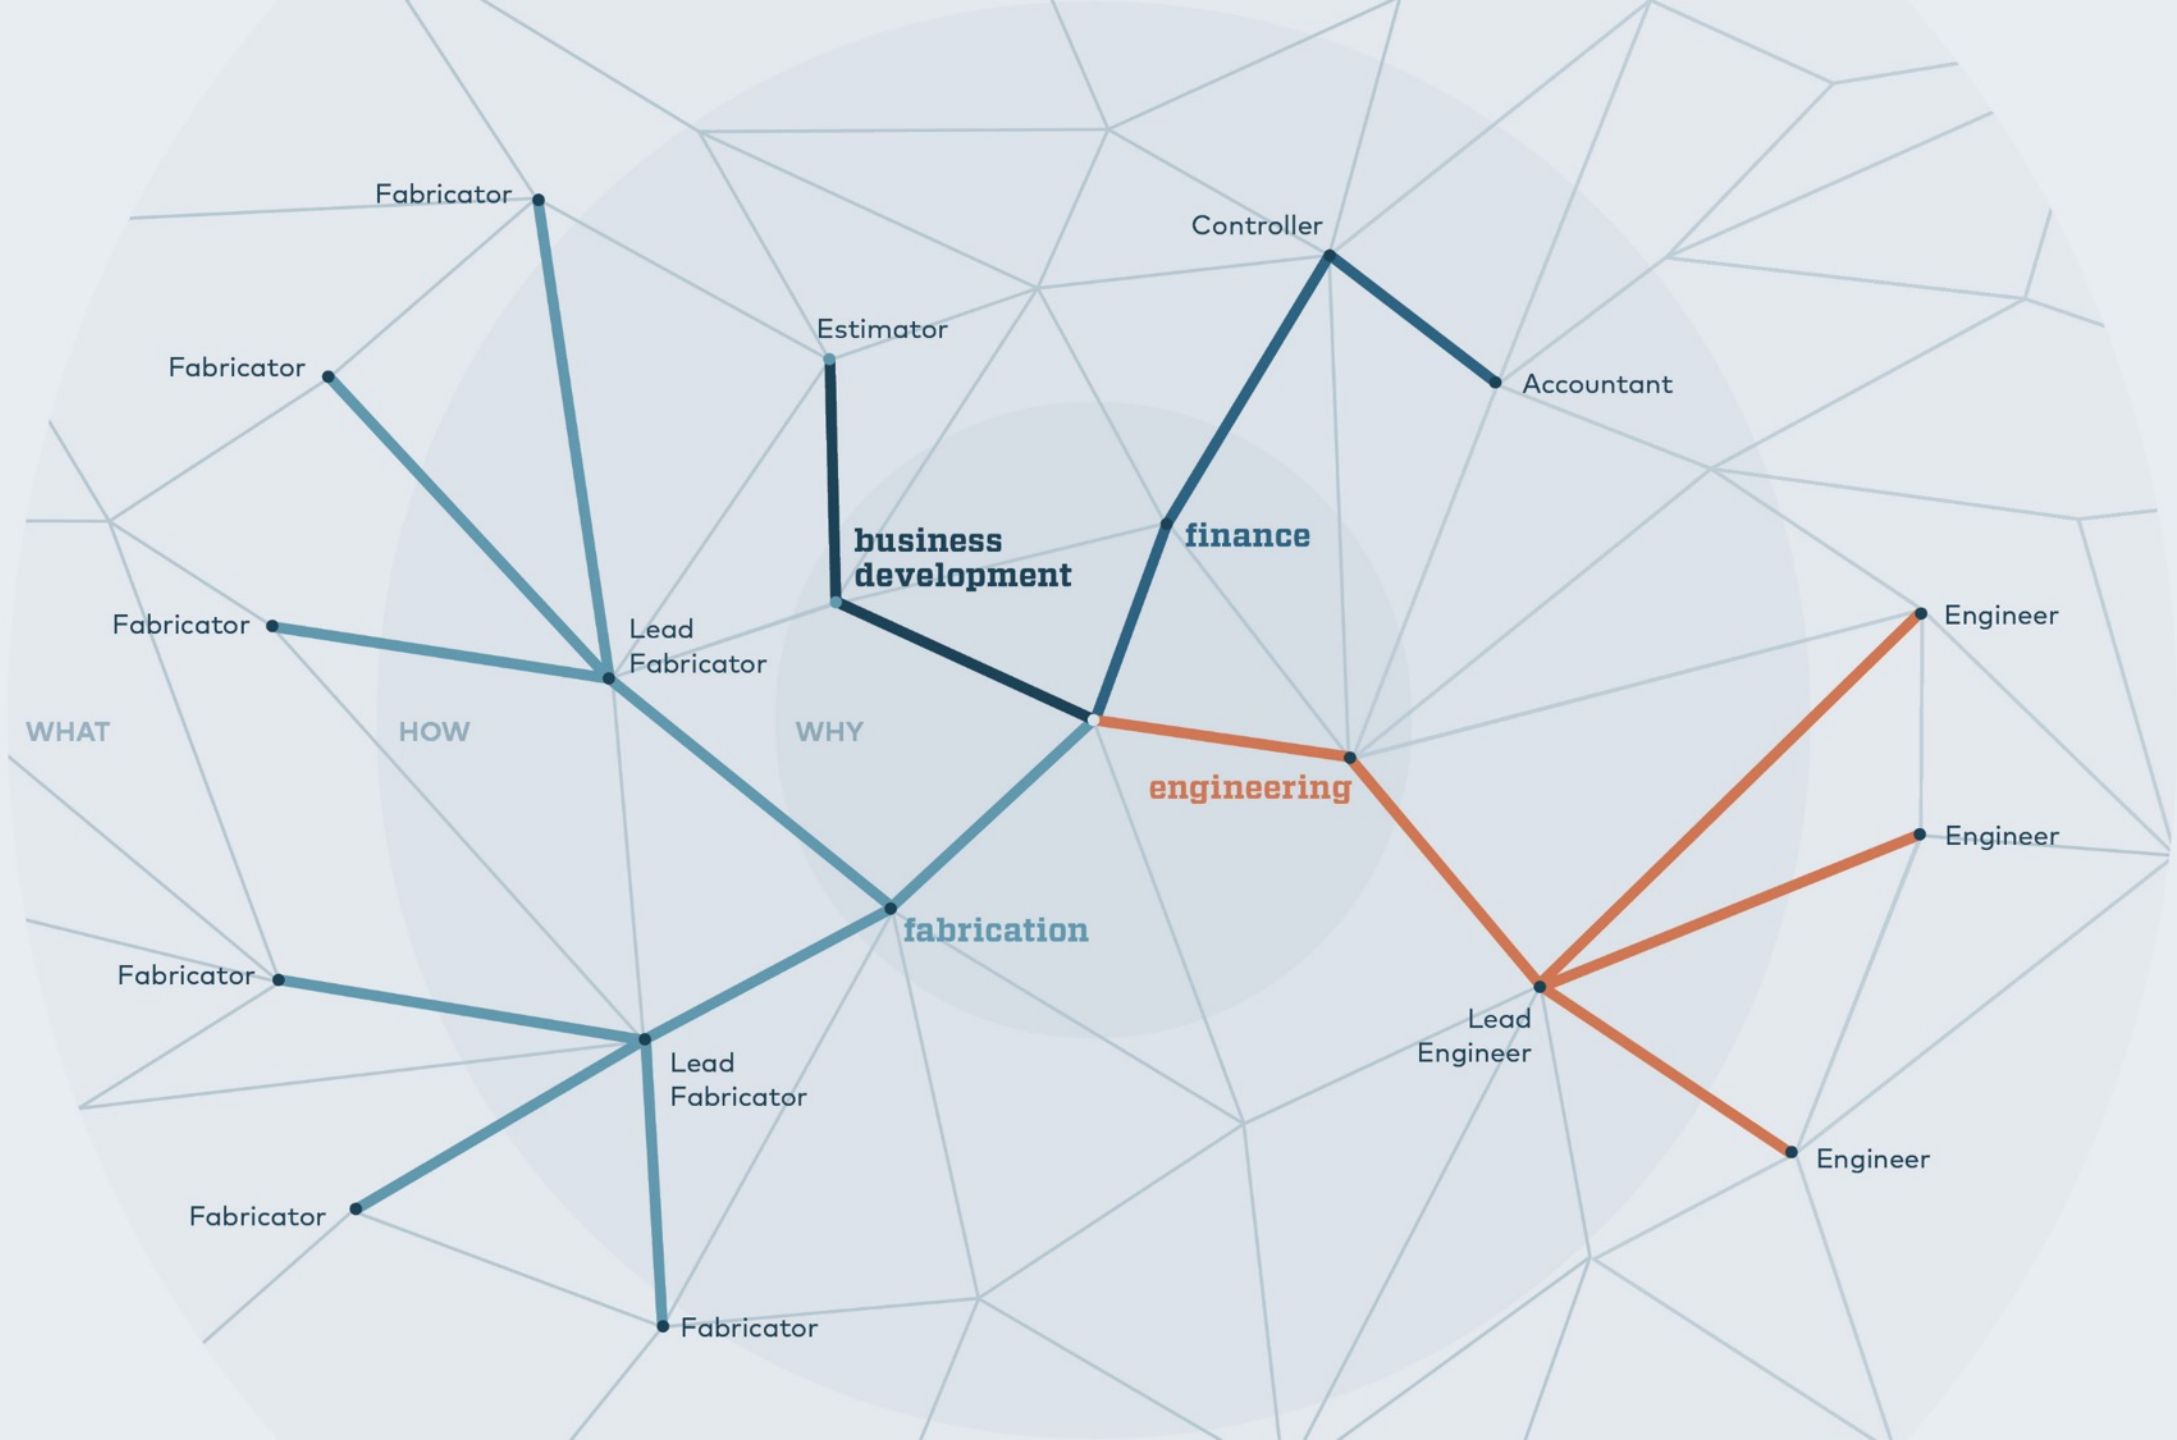 Fabricator
Controller
Estimator
Fabricator
Accountant
business
development
finance
Fabricator
Lead
Fabricator
Engineer
WHAT
HOW
WHY
engineering
Engineer
fabrication
Fabricator
Lead
Engineer
Lead
Fabricator
Engineer
Fabricator
Fabricator